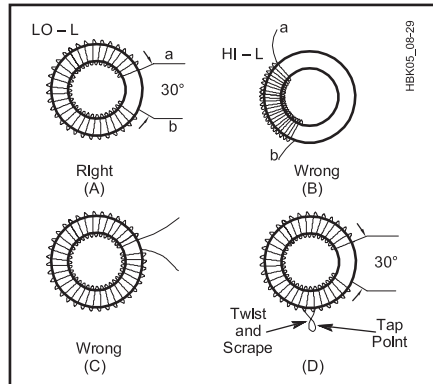 LO – L
a
30°
b
RIght
(A)
HI – L
a
b
Wrong
(B)
HBK05_08-29
Wrong
(C)
30°
TwIst
and
Scrape
Tap
PoInt
(D)